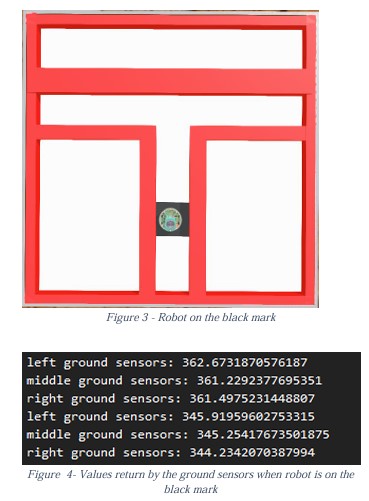 Figure 3 - Robot on the black mark
left ground sensors: 362.6731870576187
middle ground sensors: 361.2292377695351
right ground sensors: 361.4975231448807
left ground sensors: 345.91959602753315
middle ground sensors: 345.25417673501875
right ground sensors: 344.2342070387994
Figure 4- Values return by the ground sensors when robot is on the
black mark